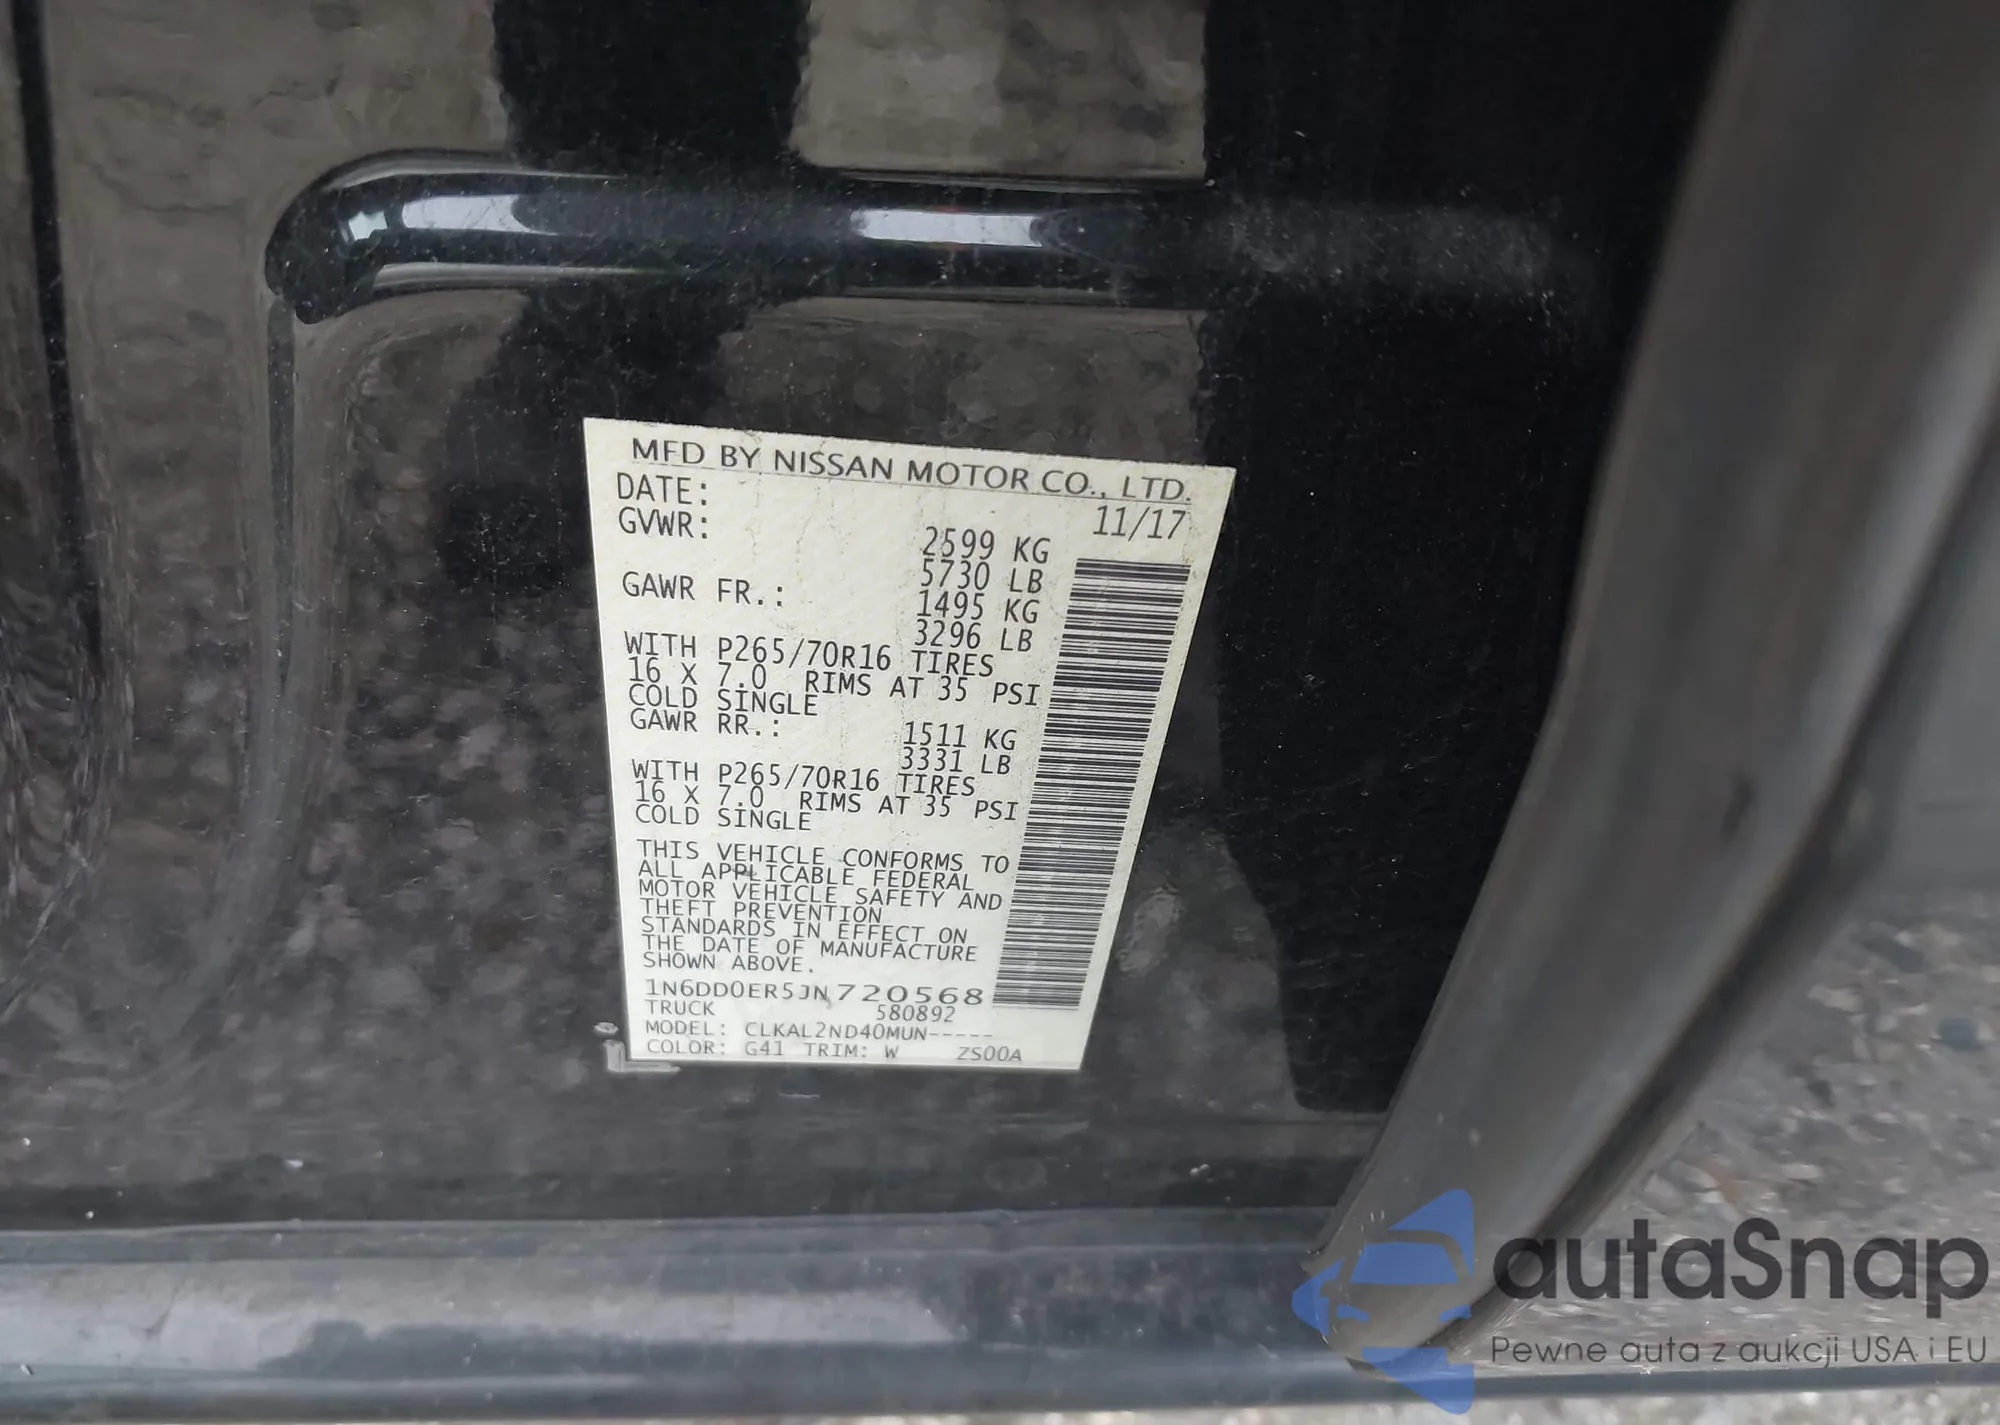 MFD BY NISSAN MOTOR CO., LTD.
DATE: 11/17
GVWR: 2599 KG
5730 LB
GAWR FR.: 1495 KG
3296 LB
WITH P265/70R16 TIRES
16 X 7.0 RIMS AT 35 PSI
COLD SINGLE
GAWR RR.: 1511 KG
3331 LB
WITH P265/70R16 TIRES
16 X 7.0 RIMS AT 35 PSI
COLD SINGLE
THIS VEHICLE CONFORMS TO
ALL APPLICABLE FEDERAL
MOTOR VEHICLE SAFETY AND
THEFT PREVENTION
STANDARDS IN EFFECT ON
THE DATE OF MANUFACTURE
SHOWN ABOVE.
1N6DD0ER5JN720568
TRUCK 580892
MODEL: CLKAL2ND40MUN-----
COLOR: G41 TRIM: W ZS00A
autaSnap
Pewne auta z aukcji USA i EU